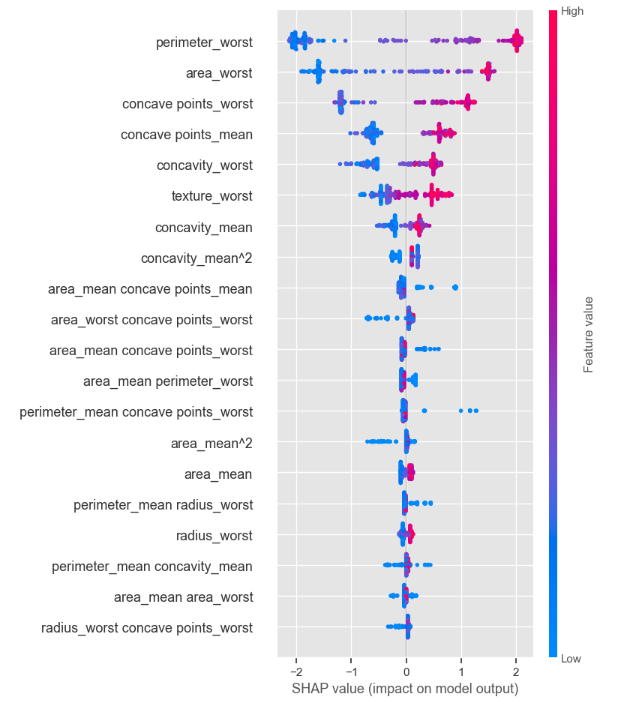 High
perimeter_worst
area_worst
concave points_worst
concave points_mean
concavity_worst
texture_worst
concavity_mean
concavity_mean^2
area_mean concave points_mean
area_worst concave points_worst
area_mean concave points_worst
area_mean perimeter_worst
perimeter_mean concave points_worst
area_mean^2
area_mean
perimeter_mean radius_worst
radius_worst
perimeter_mean concavity_mean
area_mean area_worst
radius_worst concave points_worst
Feature value
Low
−2 −1 0 1 2
SHAP value (impact on model output)